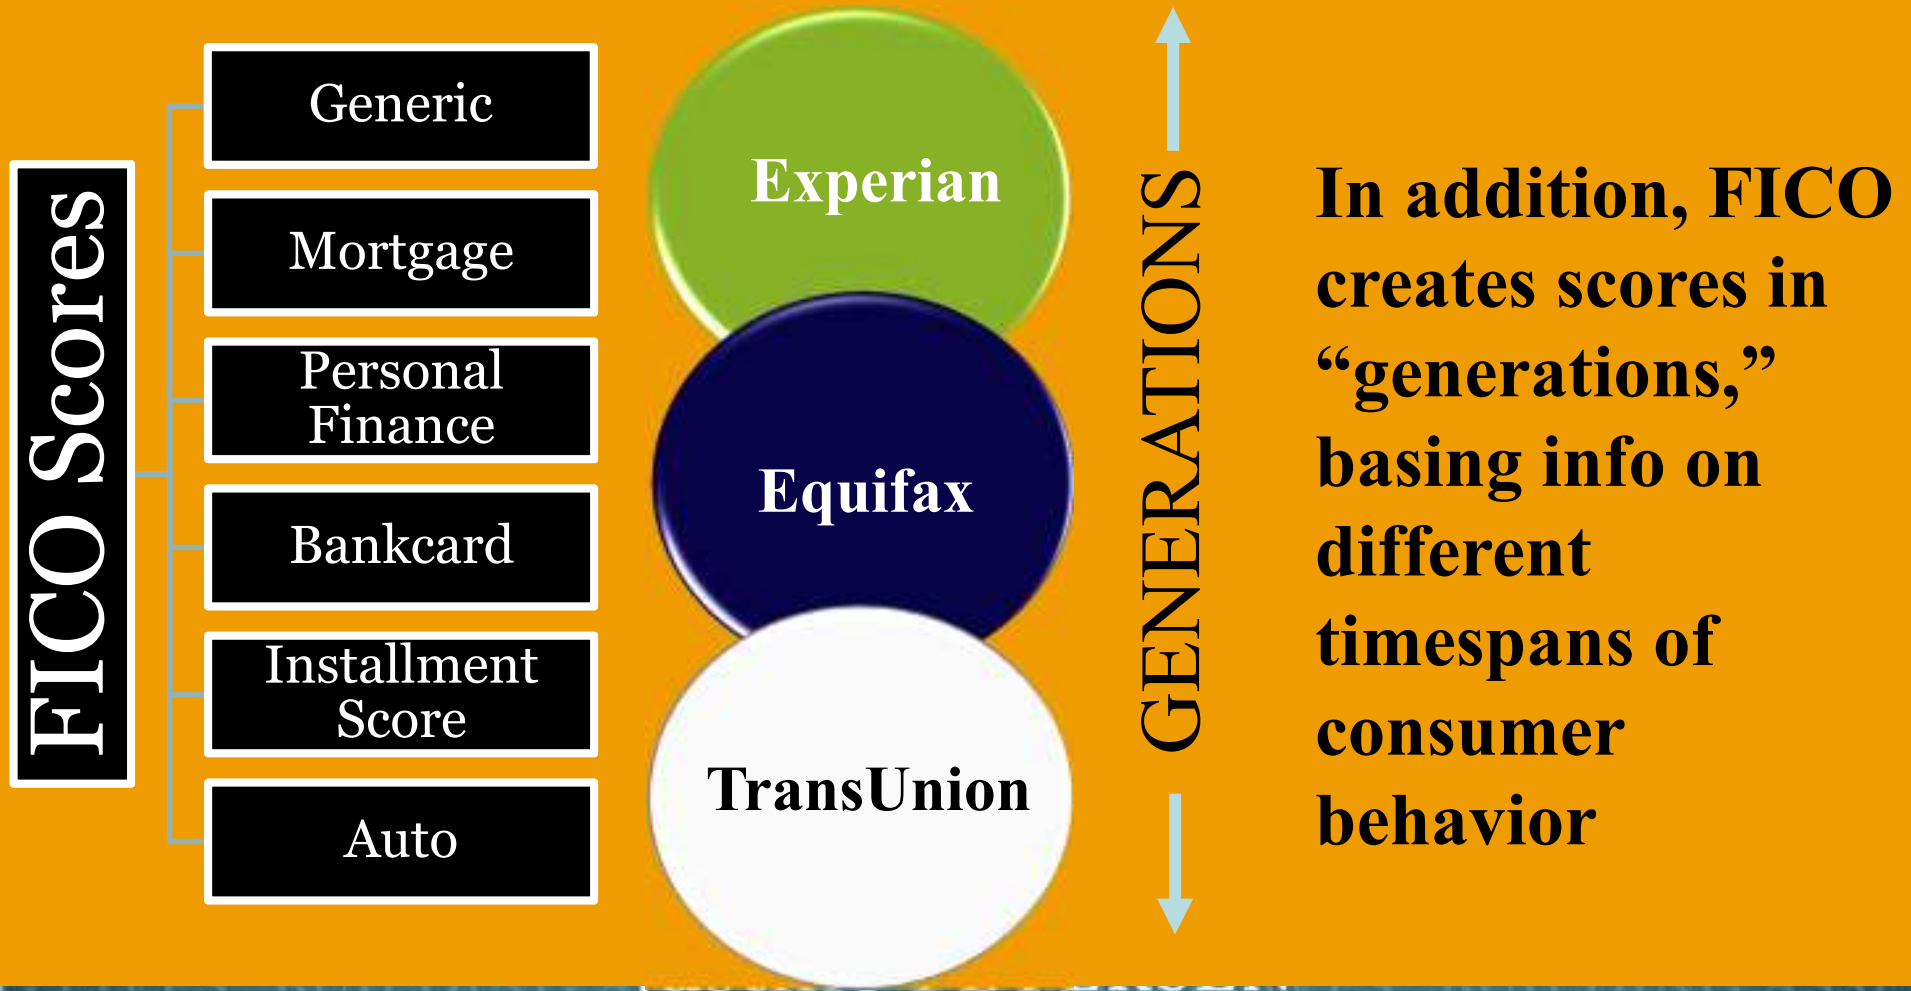 FICO Scores
Generic
Mortgage
Personal
Finance
Bankcard
Installment
Score
Auto
Experian
Equifax
TransUnion
GENERATIONS
In addition, FICO
creates scores in
“generations,”
basing info on
different
timespans of
consumer
behavior